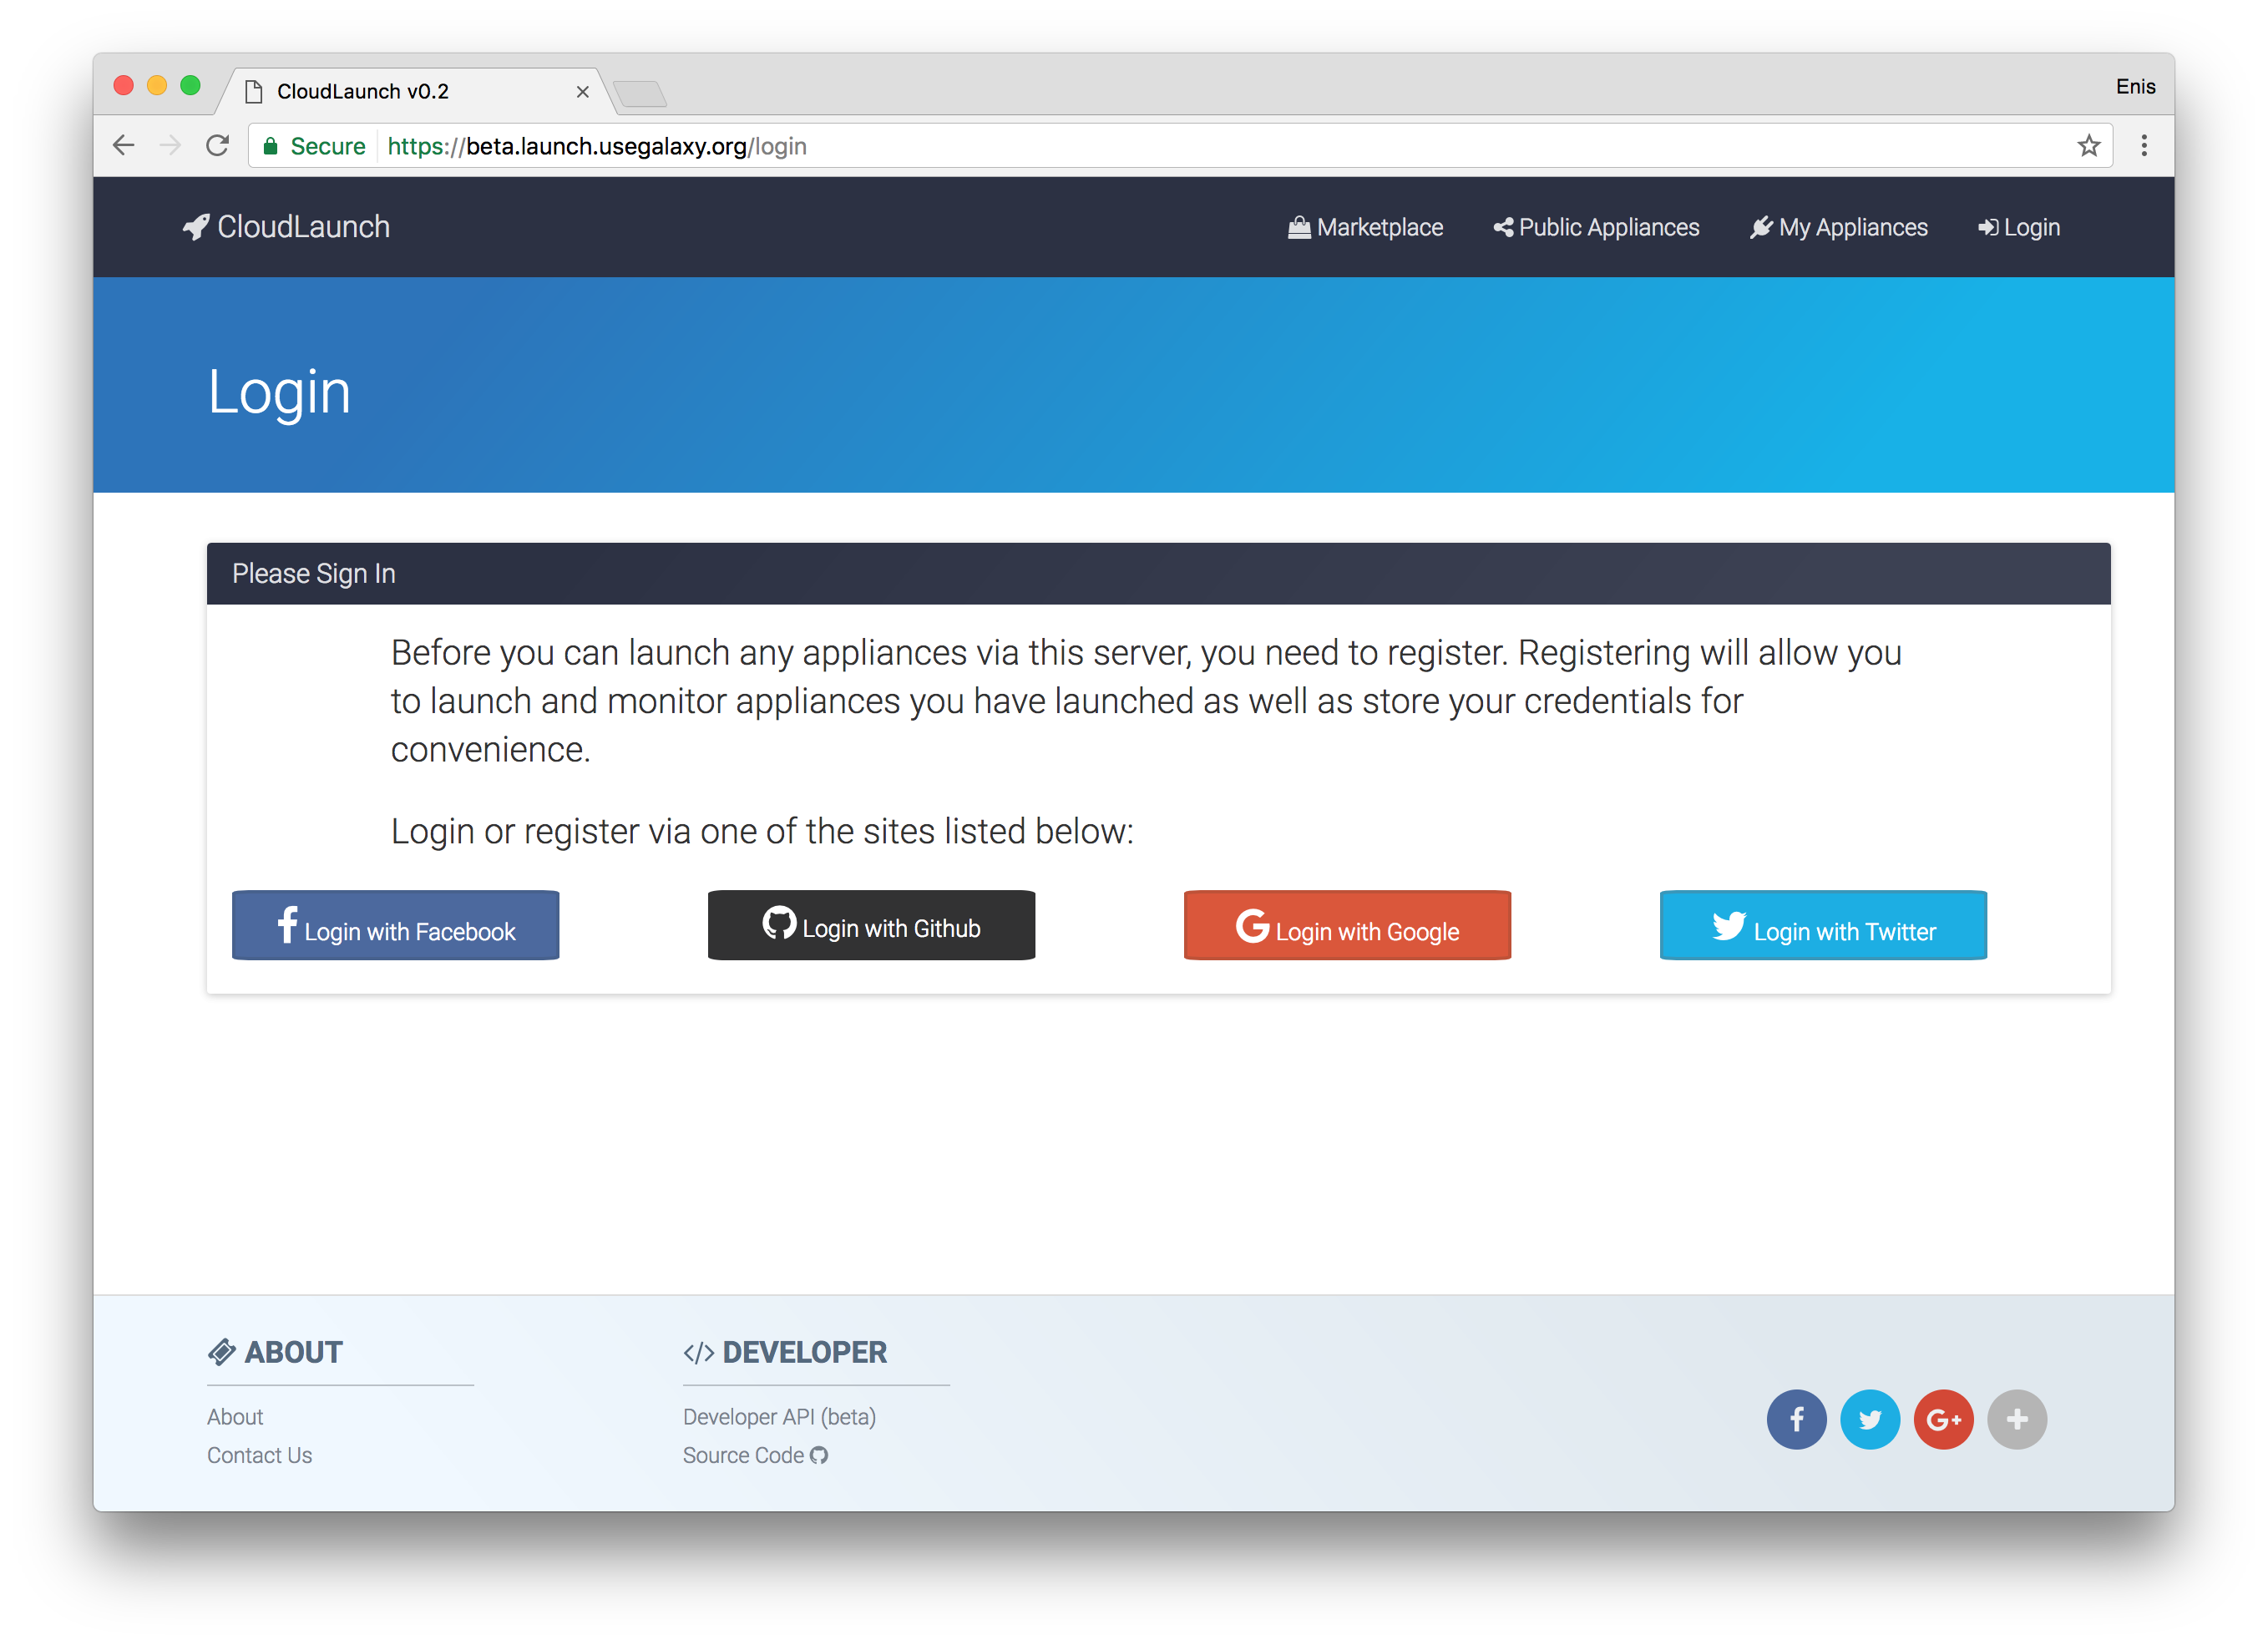 CloudLaunch v0.2
Enis
Secure https://beta.launch.usegalaxy.org/login
CloudLaunch Marketplace Public Appliances My Appliances Login
Login
Please Sign In
Before you can launch any appliances via this server, you need to register. Registering will allow you
to launch and monitor appliances you have launched as well as store your credentials for
convenience.
Login or register via one of the sites listed below:
Login with Facebook Login with Github Login with Google Login with Twitter
ABOUT
About
Contact Us
</> DEVELOPER
Developer API (beta)
Source Code
G+